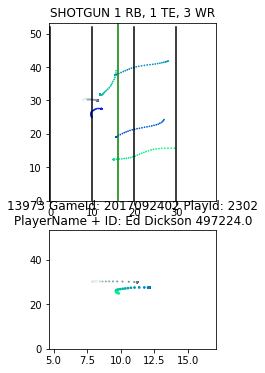 SHOTGUN 1 RB, 1 TE, 3 WR
50
40
30
20
10
0
0 10 20 30
13973 GameId: 2017092402 PlayId: 2302
PlayerName + ID: Ed Dickson 497224.0
40
20
0
5.0 7.5 10.0 12.5 15.0